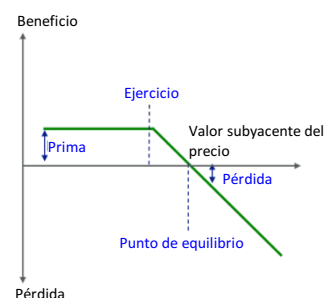 Beneficio
Ejercicio
Valor subyacente del
precio
Prima
Pérdida
Punto de equilibrio
Pérdida